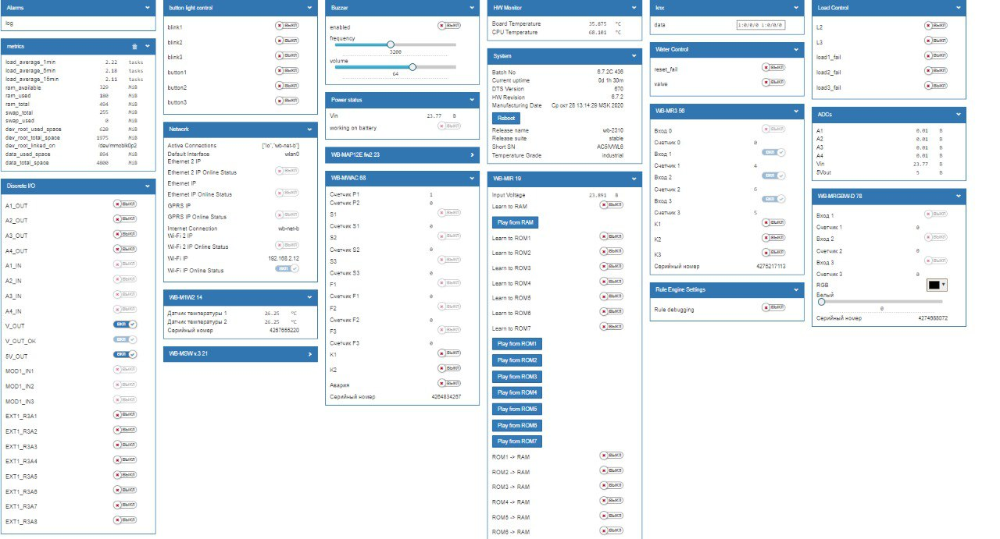 Alarms
log
metrics
load_average_1min 2.22 tasks
load_average_5min 2.18 tasks
load_average_15min 2.11 tasks
ram_available 329 MiB
ram_used 180 MiB
ram_total 494 MiB
swap_total 255 MiB
swap_used 0 MiB
dev_root_used_space 620 MiB
dev_root_total_space 1975 MiB
dev_root_linked_on /dev/mmcblk0p2
data_used_space 894 MiB
data_total_space 4800 MiB
Discrete I/O
A1_OUT ВЫКЛ
A2_OUT ВЫКЛ
A3_OUT ВЫКЛ
A4_OUT ВЫКЛ
A1_IN ВЫКЛ
A2_IN ВЫКЛ
A3_IN ВЫКЛ
A4_IN ВЫКЛ
V_OUT ВКЛ
V_OUT_OK ВКЛ
5V_OUT ВКЛ
MOD1_IN1 ВЫКЛ
MOD1_IN2 ВЫКЛ
MOD1_IN3 ВЫКЛ
EXT1_R3A1 ВЫКЛ
EXT1_R3A2 ВЫКЛ
EXT1_R3A3 ВЫКЛ
EXT1_R3A4 ВЫКЛ
EXT1_R3A5 ВЫКЛ
EXT1_R3A6 ВЫКЛ
EXT1_R3A7 ВЫКЛ
EXT1_R3A8 ВЫКЛ
button light control
blink1 ВЫКЛ
blink2 ВЫКЛ
blink3 ВЫКЛ
button1 ВЫКЛ
button2 ВЫКЛ
button3 ВЫКЛ
Network
Active Connections ["lo","wb-net-b"]
Default Interface wlan0
Ethernet 2 IP
Ethernet 2 IP Online Status ВЫКЛ
Ethernet IP
Ethernet IP Online Status ВЫКЛ
GPRS IP
GPRS IP Online Status ВЫКЛ
Internet Connection wb-net-b
Wi-Fi 2 IP
Wi-Fi 2 IP Online Status ВЫКЛ
Wi-Fi IP 192.168.2.12
Wi-Fi IP Online Status ВКЛ
WB-M1W2 14
Датчик температуры 1 26.25 °C
Датчик температуры 2 26.25 °C
Серийный номер 4267655220
WB-MSW v.3 21
Buzzer
enabled ВЫКЛ
frequency
3200
volume
64
Power status
Vin 23.77 В
working on battery ВЫКЛ
WB-MAP12E fw2 23
WB-MWAC 68
Счетчик P1 1
Счетчик P2 0
S1 ВЫКЛ
Счетчик S1 0
S2 ВЫКЛ
Счетчик S2 0
S3 ВЫКЛ
Счетчик S3 0
F1 ВЫКЛ
Счетчик F1 0
F2 ВЫКЛ
Счетчик F2 0
F3 ВЫКЛ
Счетчик F3 0
K1 ВЫКЛ
K2 ВЫКЛ
Авария ВЫКЛ
Серийный номер 4264834267
HW Monitor
Board Temperature 35.875 °C
CPU Temperature 68.101 °C
System
Batch No 6.7.2C 436
Current uptime 0d 1h 30m
DTS Version 670
HW Revision 6.7.2
Manufacturing Date Ср окт 28 13:14:29 MSK 2020
Reboot
Release name wb-2310
Release suite stable
Short SN AC5IVWL6
Temperature Grade industrial
WB-MIR 19
Input Voltage 23.891 В
Learn to RAM ВЫКЛ
Play from RAM
Learn to ROM1 ВЫКЛ
Learn to ROM2 ВЫКЛ
Learn to ROM3 ВЫКЛ
Learn to ROM4 ВЫКЛ
Learn to ROM5 ВЫКЛ
Learn to ROM6 ВЫКЛ
Learn to ROM7 ВЫКЛ
Play from ROM1
Play from ROM2
Play from ROM3
Play from ROM4
Play from ROM5
Play from ROM6
Play from ROM7
ROM1 -> RAM ВЫКЛ
ROM2 -> RAM ВЫКЛ
ROM3 -> RAM ВЫКЛ
ROM4 -> RAM ВЫКЛ
ROM5 -> RAM ВЫКЛ
ROM6 -> RAM ВЫКЛ
knx
data i:0/0/0 i:0/0/0
Water Control
reset_fail ВЫКЛ
valve ВЫКЛ
WB-MR3 56
Вход 0 ВЫКЛ
Счетчик 0 0
Вход 1 ВКЛ
Счетчик 1 4
Вход 2 ВКЛ
Счетчик 2 6
Вход 3 ВКЛ
Счетчик 3 5
K1 ВЫКЛ
K2 ВЫКЛ
K3 ВЫКЛ
Серийный номер 4276217113
Rule Engine Settings
Rule debugging ВЫКЛ
Load Control
L2 ВЫКЛ
L3 ВЫКЛ
load1_fail ВЫКЛ
load2_fail ВЫКЛ
load3_fail ВЫКЛ
ADCs
A1 0.01 В
A2 0.01 В
A3 0.01 В
A4 0.01 В
Vin 23.77 В
5Vout 5 В
WB-MRGBW-D 78
Вход 1 ВЫКЛ
Счетчик 1 0
Вход 2 ВЫКЛ
Счетчик 2 0
Вход 3 ВЫКЛ
Счетчик 3 0
RGB
Белый
0
Серийный номер 4274688072